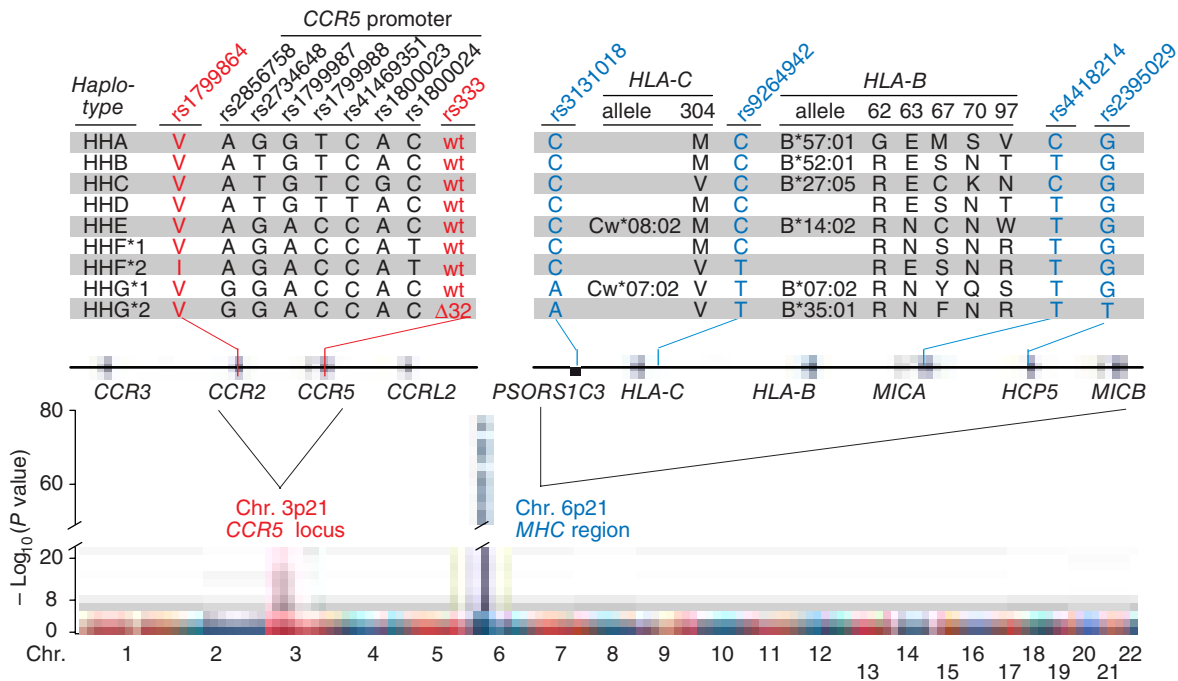 CCR5 promoter
Haplo-
type
rs1799864
rs2856758
rs2734648
rs1799987
rs1799988
rs41469351
rs1800023
rs1800024
rs333
rs3131018
HLA-C
allele 304
rs9264942
HLA-B
allele 62 63 67 70 97
rs4418214
rs2395029
HHA V A G G T C A C wt C M C B*57:01 G E M S V C G
HHB V A T G T C A C wt C M C B*52:01 R E S N T T G
HHC V A T G T C G C wt C V C B*27:05 R E C K N C G
HHD V A T G T T A C wt C M C R E S N T T G
HHE V A G A C C A C wt C Cw*08:02 M C B*14:02 R N C N W T G
HHF*1 V A G A C C A T wt C M C R N S N R T G
HHF*2 I A G A C C A T wt C V T R E S N R T G
HHG*1 V G G A C C A C wt A Cw*07:02 V T B*07:02 R N Y Q S T G
HHG*2 V G G A C C A C Δ32 A V T B*35:01 R N F N R T T
CCR3 CCR2 CCR5 CCRL2 PSORS1C3 HLA-C HLA-B MICA HCP5 MICB
– Log10 (P value)
80
60
20
8
0
Chr. 3p21
CCR5 locus
Chr. 6p21
MHC region
Chr. 1 2 3 4 5 6 7 8 9 10 11 12 13 14 15 16 17 18 19 20 21 22